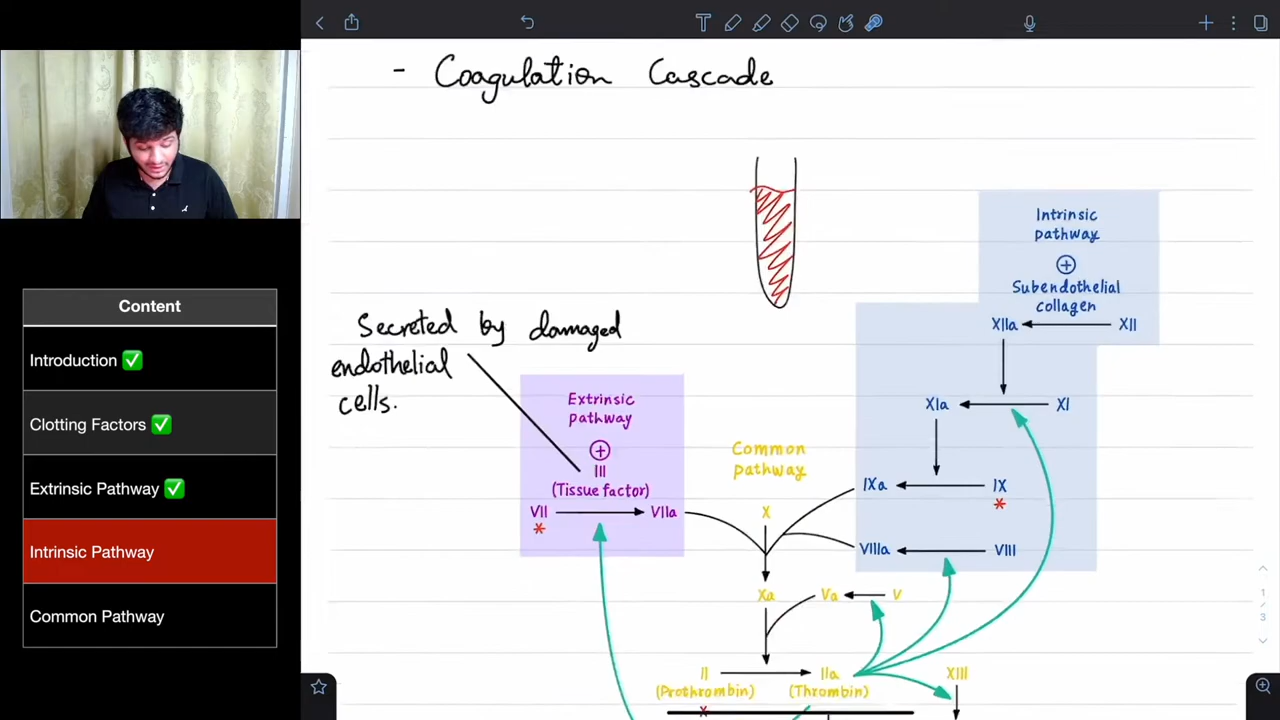 - Coagulation Cascade
Content
Introduction ✅
Clotting Factors ✅
Extrinsic Pathway ✅
Intrinsic Pathway
Common Pathway
Intrinsic
pathway
+
Subendothelial
collagen
XIIa XII
XIa XI
IXa IX
*
VIIIa VIII
Secreted by damaged
endothelial
cells.
Extrinsic
pathway
+
III
(Tissue factor)
VII VIIa
*
Common
pathway
X
Xa Va V
II IIa XIII
(Prothrombin) (Thrombin)
*
1
/
3